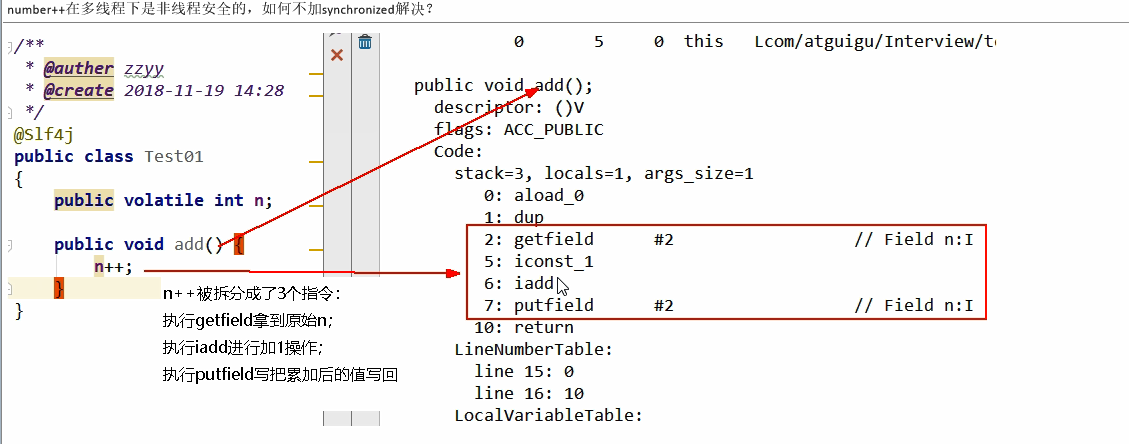 number++在多线程下是非线程安全的，如何不加synchronized解决？
/**
* @auther zzyy
* @create 2018-11-19 14:28
*/
@Slf4j
public class Test01
{
public volatile int n;
public void add() {
n++;
}
}
n++被拆分成了3个指令：
执行getfield拿到原始n；
执行iadd进行加1操作；
执行putfield写把累加后的值写回
0 5 0 this Lcom/atguigu/Interview/te
public void add();
descriptor: ()V
flags: ACC_PUBLIC
Code:
stack=3, locals=1, args_size=1
0: aload_0
1: dup
2: getfield #2 // Field n:I
5: iconst_1
6: iadd
7: putfield #2 // Field n:I
10: return
LineNumberTable:
line 15: 0
line 16: 10
LocalVariableTable: